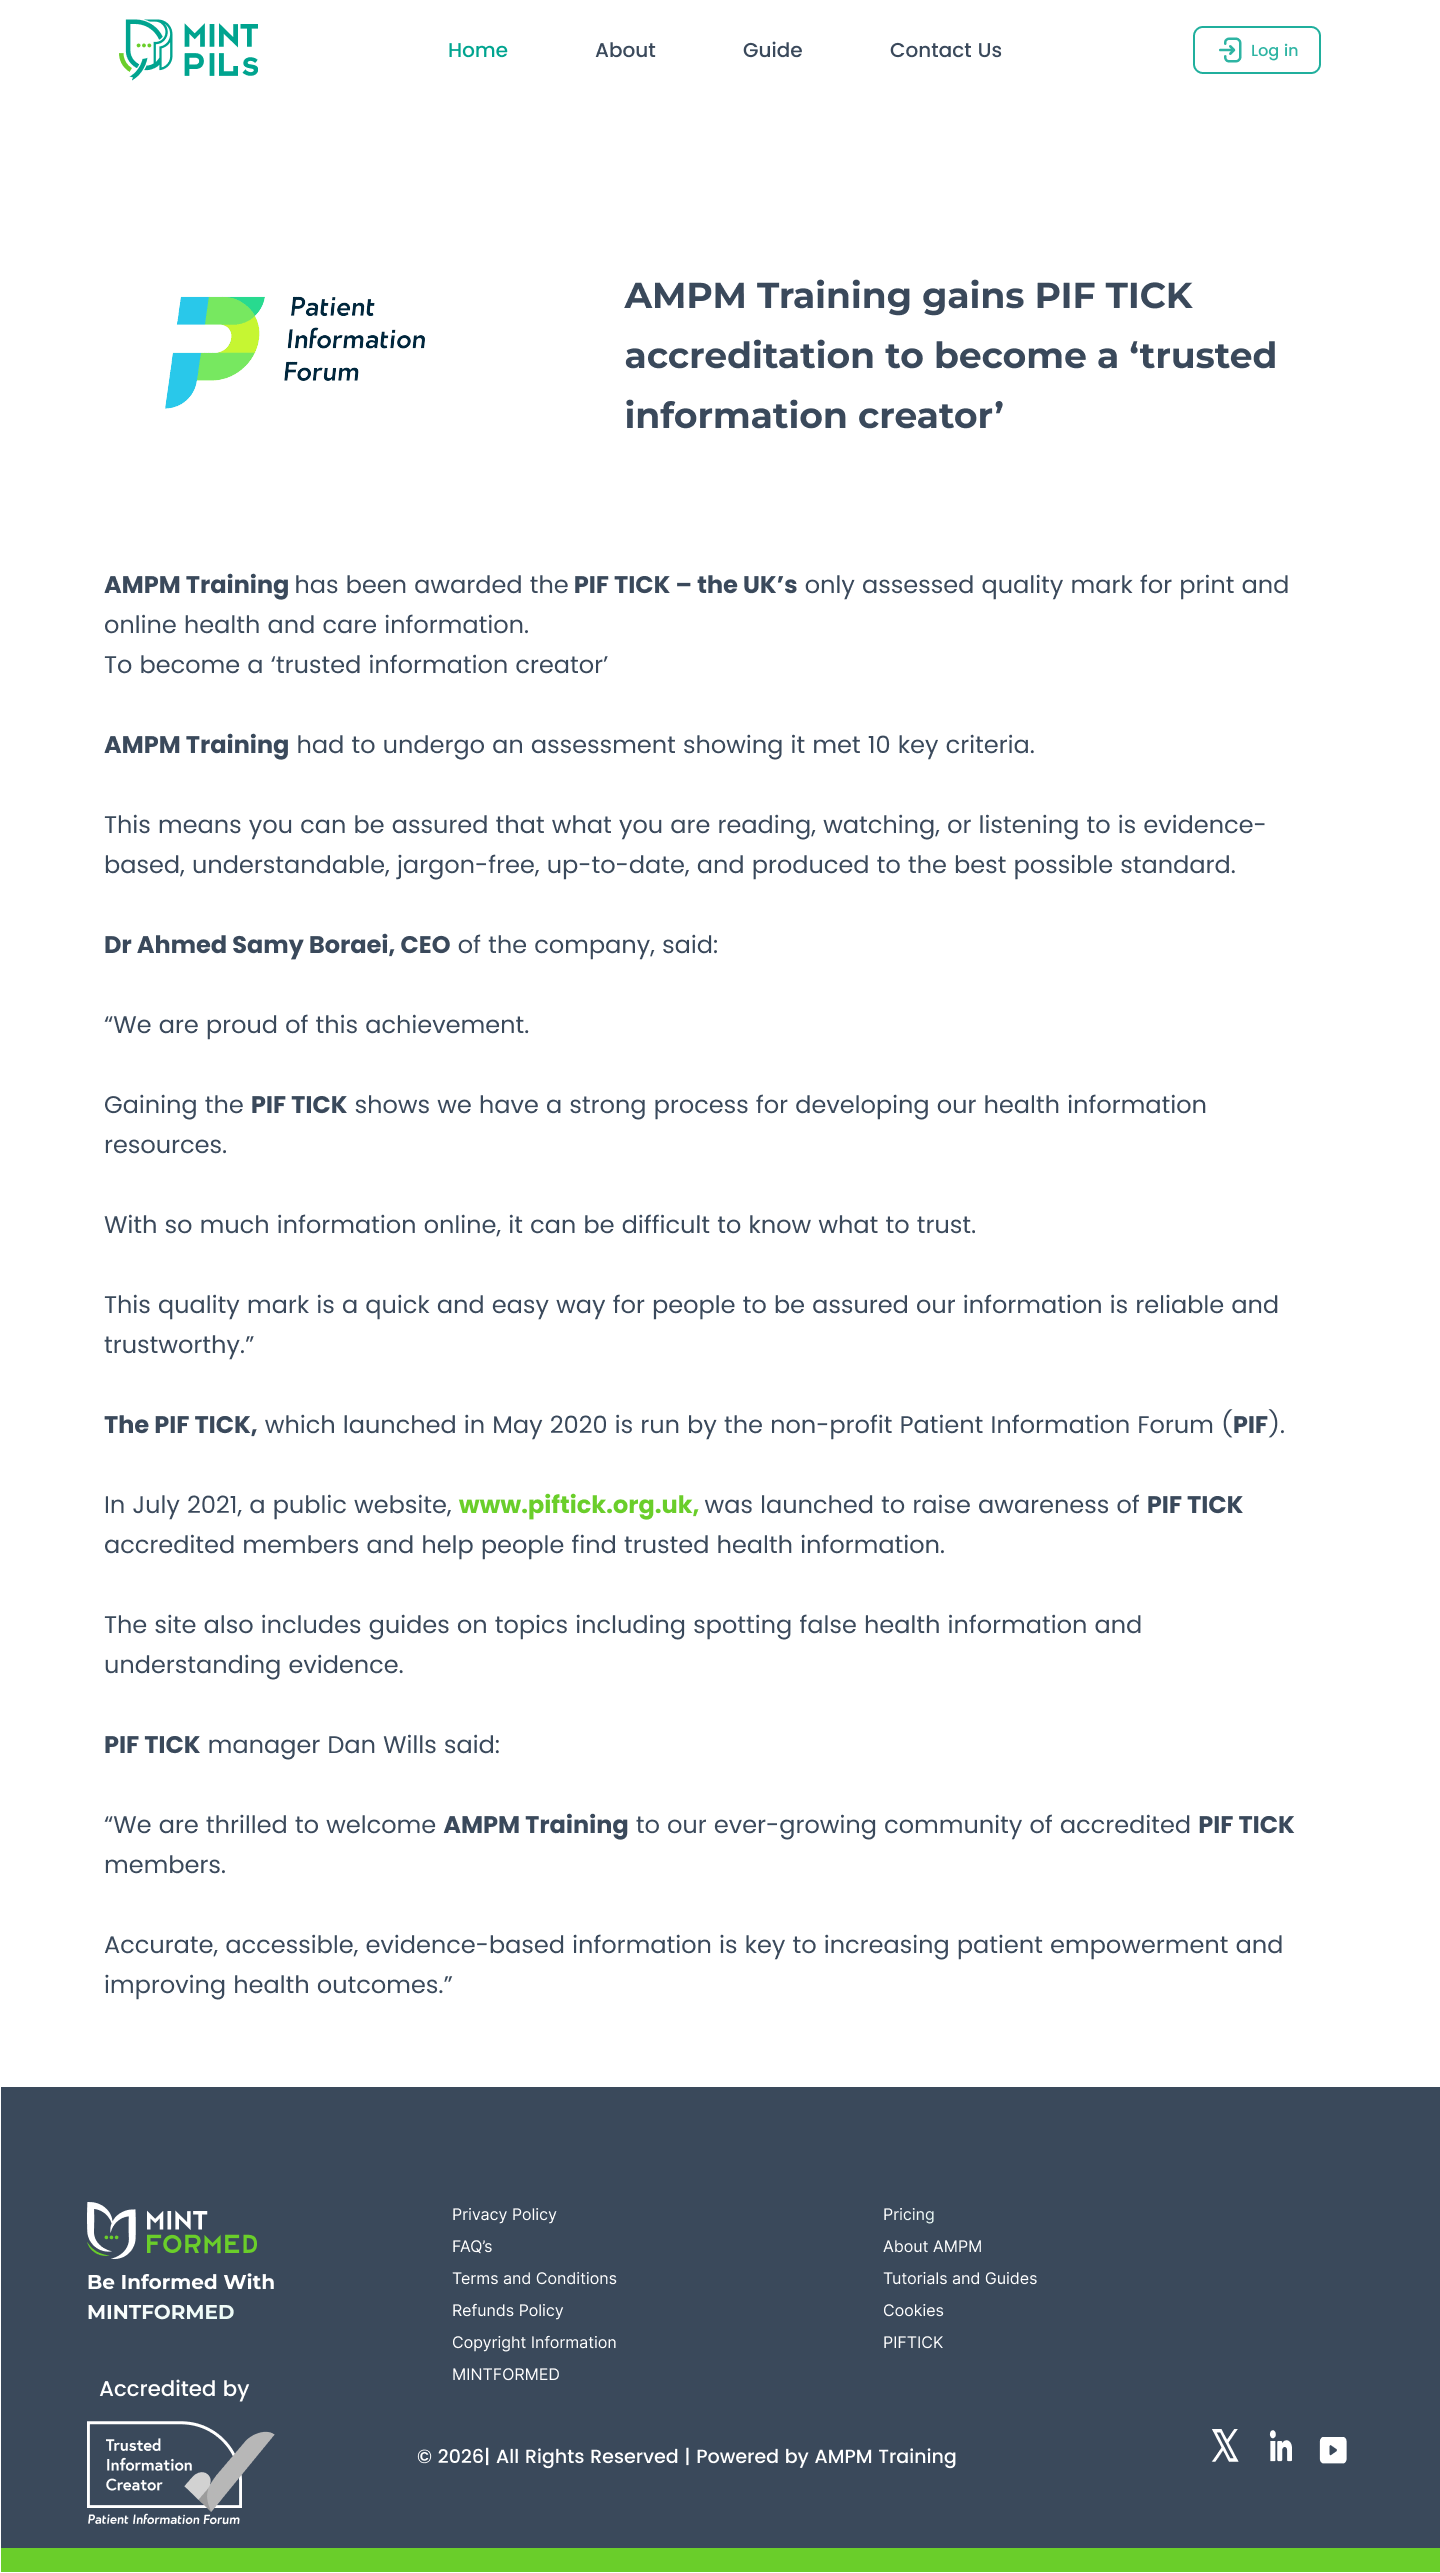 MINT
PILS
Home
About
Guide
Contact Us
Log in
Patient
Information
Forum
AMPM Training gains PIF TICK
accreditation to become a ‘trusted
information creator’
AMPM Training has been awarded the PIF TICK – the UK’s only assessed quality mark for print and
online health and care information.
To become a ‘trusted information creator’
AMPM Training had to undergo an assessment showing it met 10 key criteria.
This means you can be assured that what you are reading, watching, or listening to is evidence-
based, understandable, jargon-free, up-to-date, and produced to the best possible standard.
Dr Ahmed Samy Boraei, CEO of the company, said:
“We are proud of this achievement.
Gaining the PIF TICK shows we have a strong process for developing our health information
resources.
With so much information online, it can be difficult to know what to trust.
This quality mark is a quick and easy way for people to be assured our information is reliable and
trustworthy.”
The PIF TICK, which launched in May 2020 is run by the non-profit Patient Information Forum (PIF).
In July 2021, a public website, www.piftick.org.uk, was launched to raise awareness of PIF TICK
accredited members and help people find trusted health information.
The site also includes guides on topics including spotting false health information and
understanding evidence.
PIF TICK manager Dan Wills said:
“We are thrilled to welcome AMPM Training to our ever-growing community of accredited PIF TICK
members.
Accurate, accessible, evidence-based information is key to increasing patient empowerment and
improving health outcomes.”
MINT
FORMED
Be Informed With
MINTFORMED
Accredited by
Trusted
Information
Creator
Patient Information Forum
Privacy Policy
FAQ’s
Terms and Conditions
Refunds Policy
Copyright Information
MINTFORMED
Pricing
About AMPM
Tutorials and Guides
Cookies
PIFTICK
© 2026| All Rights Reserved | Powered by AMPM Training